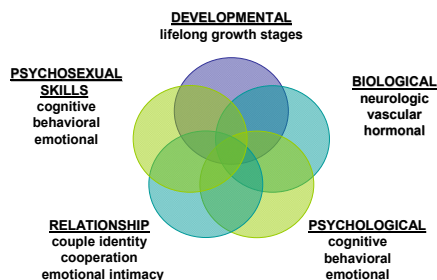 DEVELOPMENTAL
lifelong growth stages
PSYCHOSEXUAL
SKILLS
cognitive
behavioral
emotional
BIOLOGICAL
neurologic
vascular
hormonal
RELATIONSHIP
couple identity
cooperation
emotional intimacy
PSYCHOLOGICAL
cognitive
behavioral
emotional